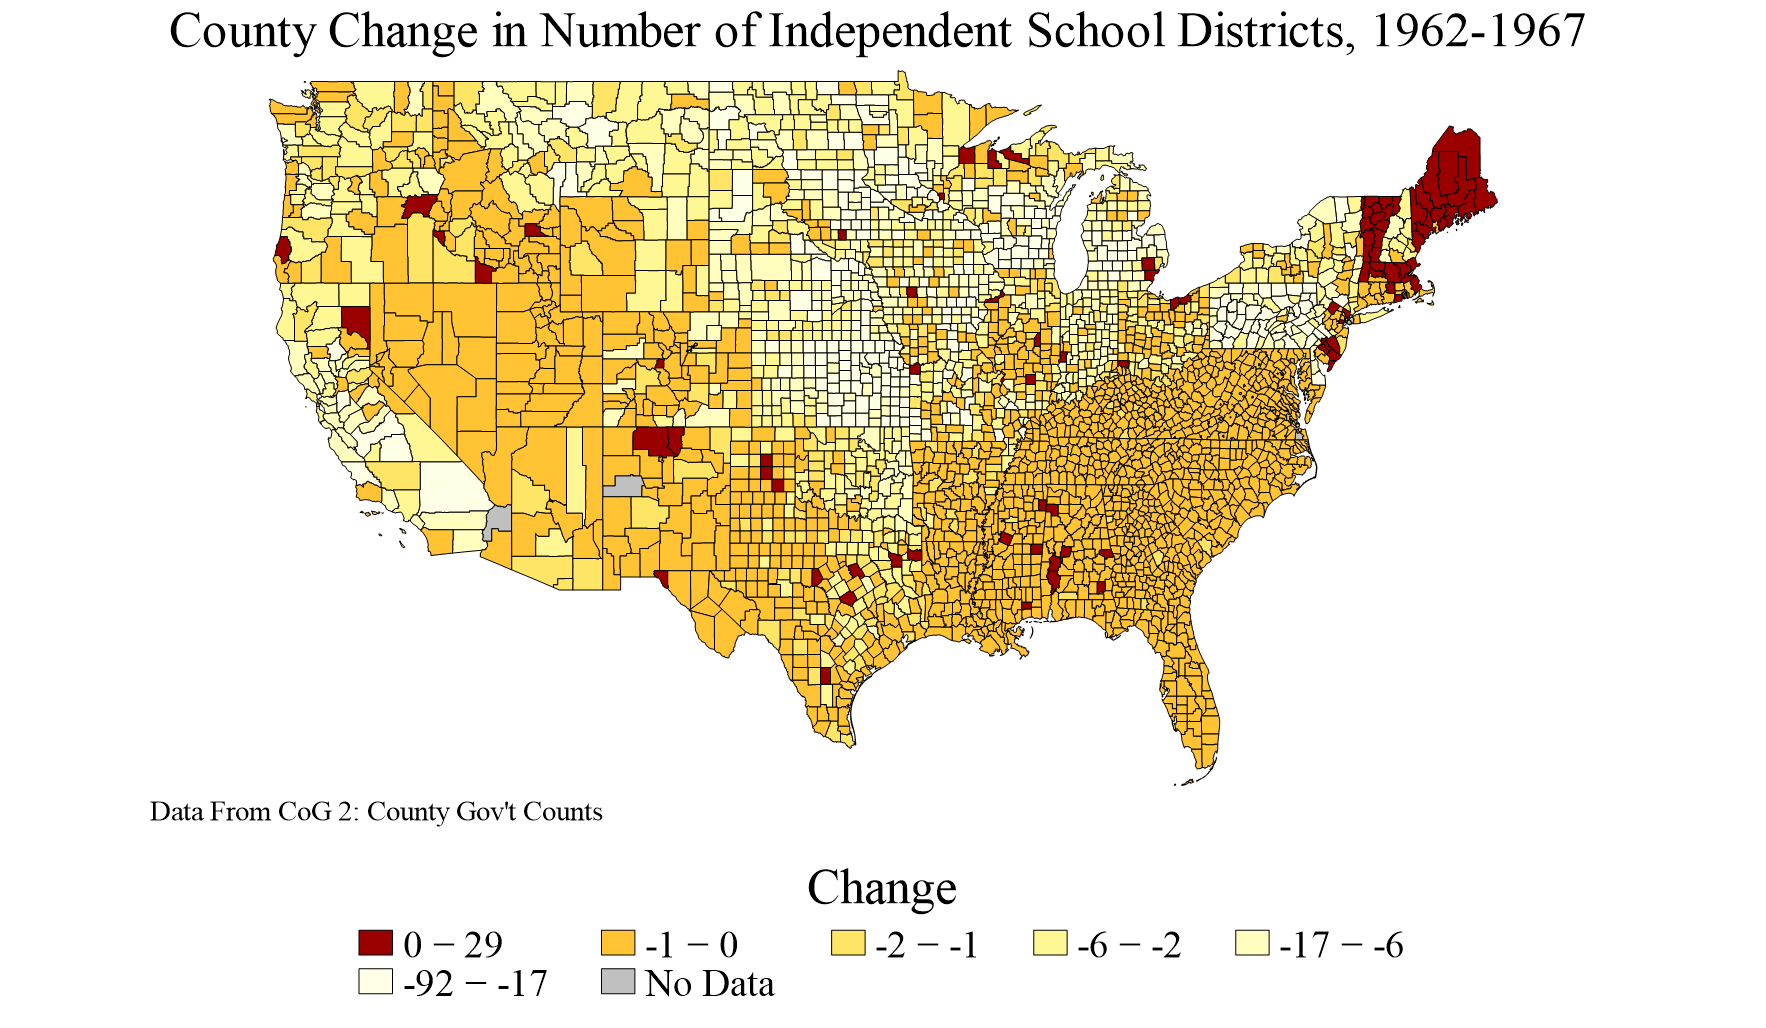 County Change in Number of Independent School Districts, 1962-1967
Data From CoG 2: County Gov't Counts
Change
0 − 29 -1 − 0 -2 − -1 -6 − -2 -17 − -6
-92 − -17 No Data